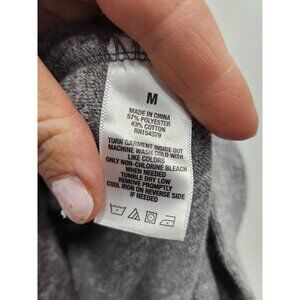 M
MADE IN CHINA
57% POLYESTER
43% COTTON
RN154379
TURN GARMENT INSIDE OUT
MACHINE WASH COLD WITH
LIKE COLORS
ONLY NON-CHLORINE BLEACH
WHEN NEEDED
TUMBLE DRY LOW
REMOVE PROMPTLY
COOL IRON ON REVERSE SIDE
IF NEEDED